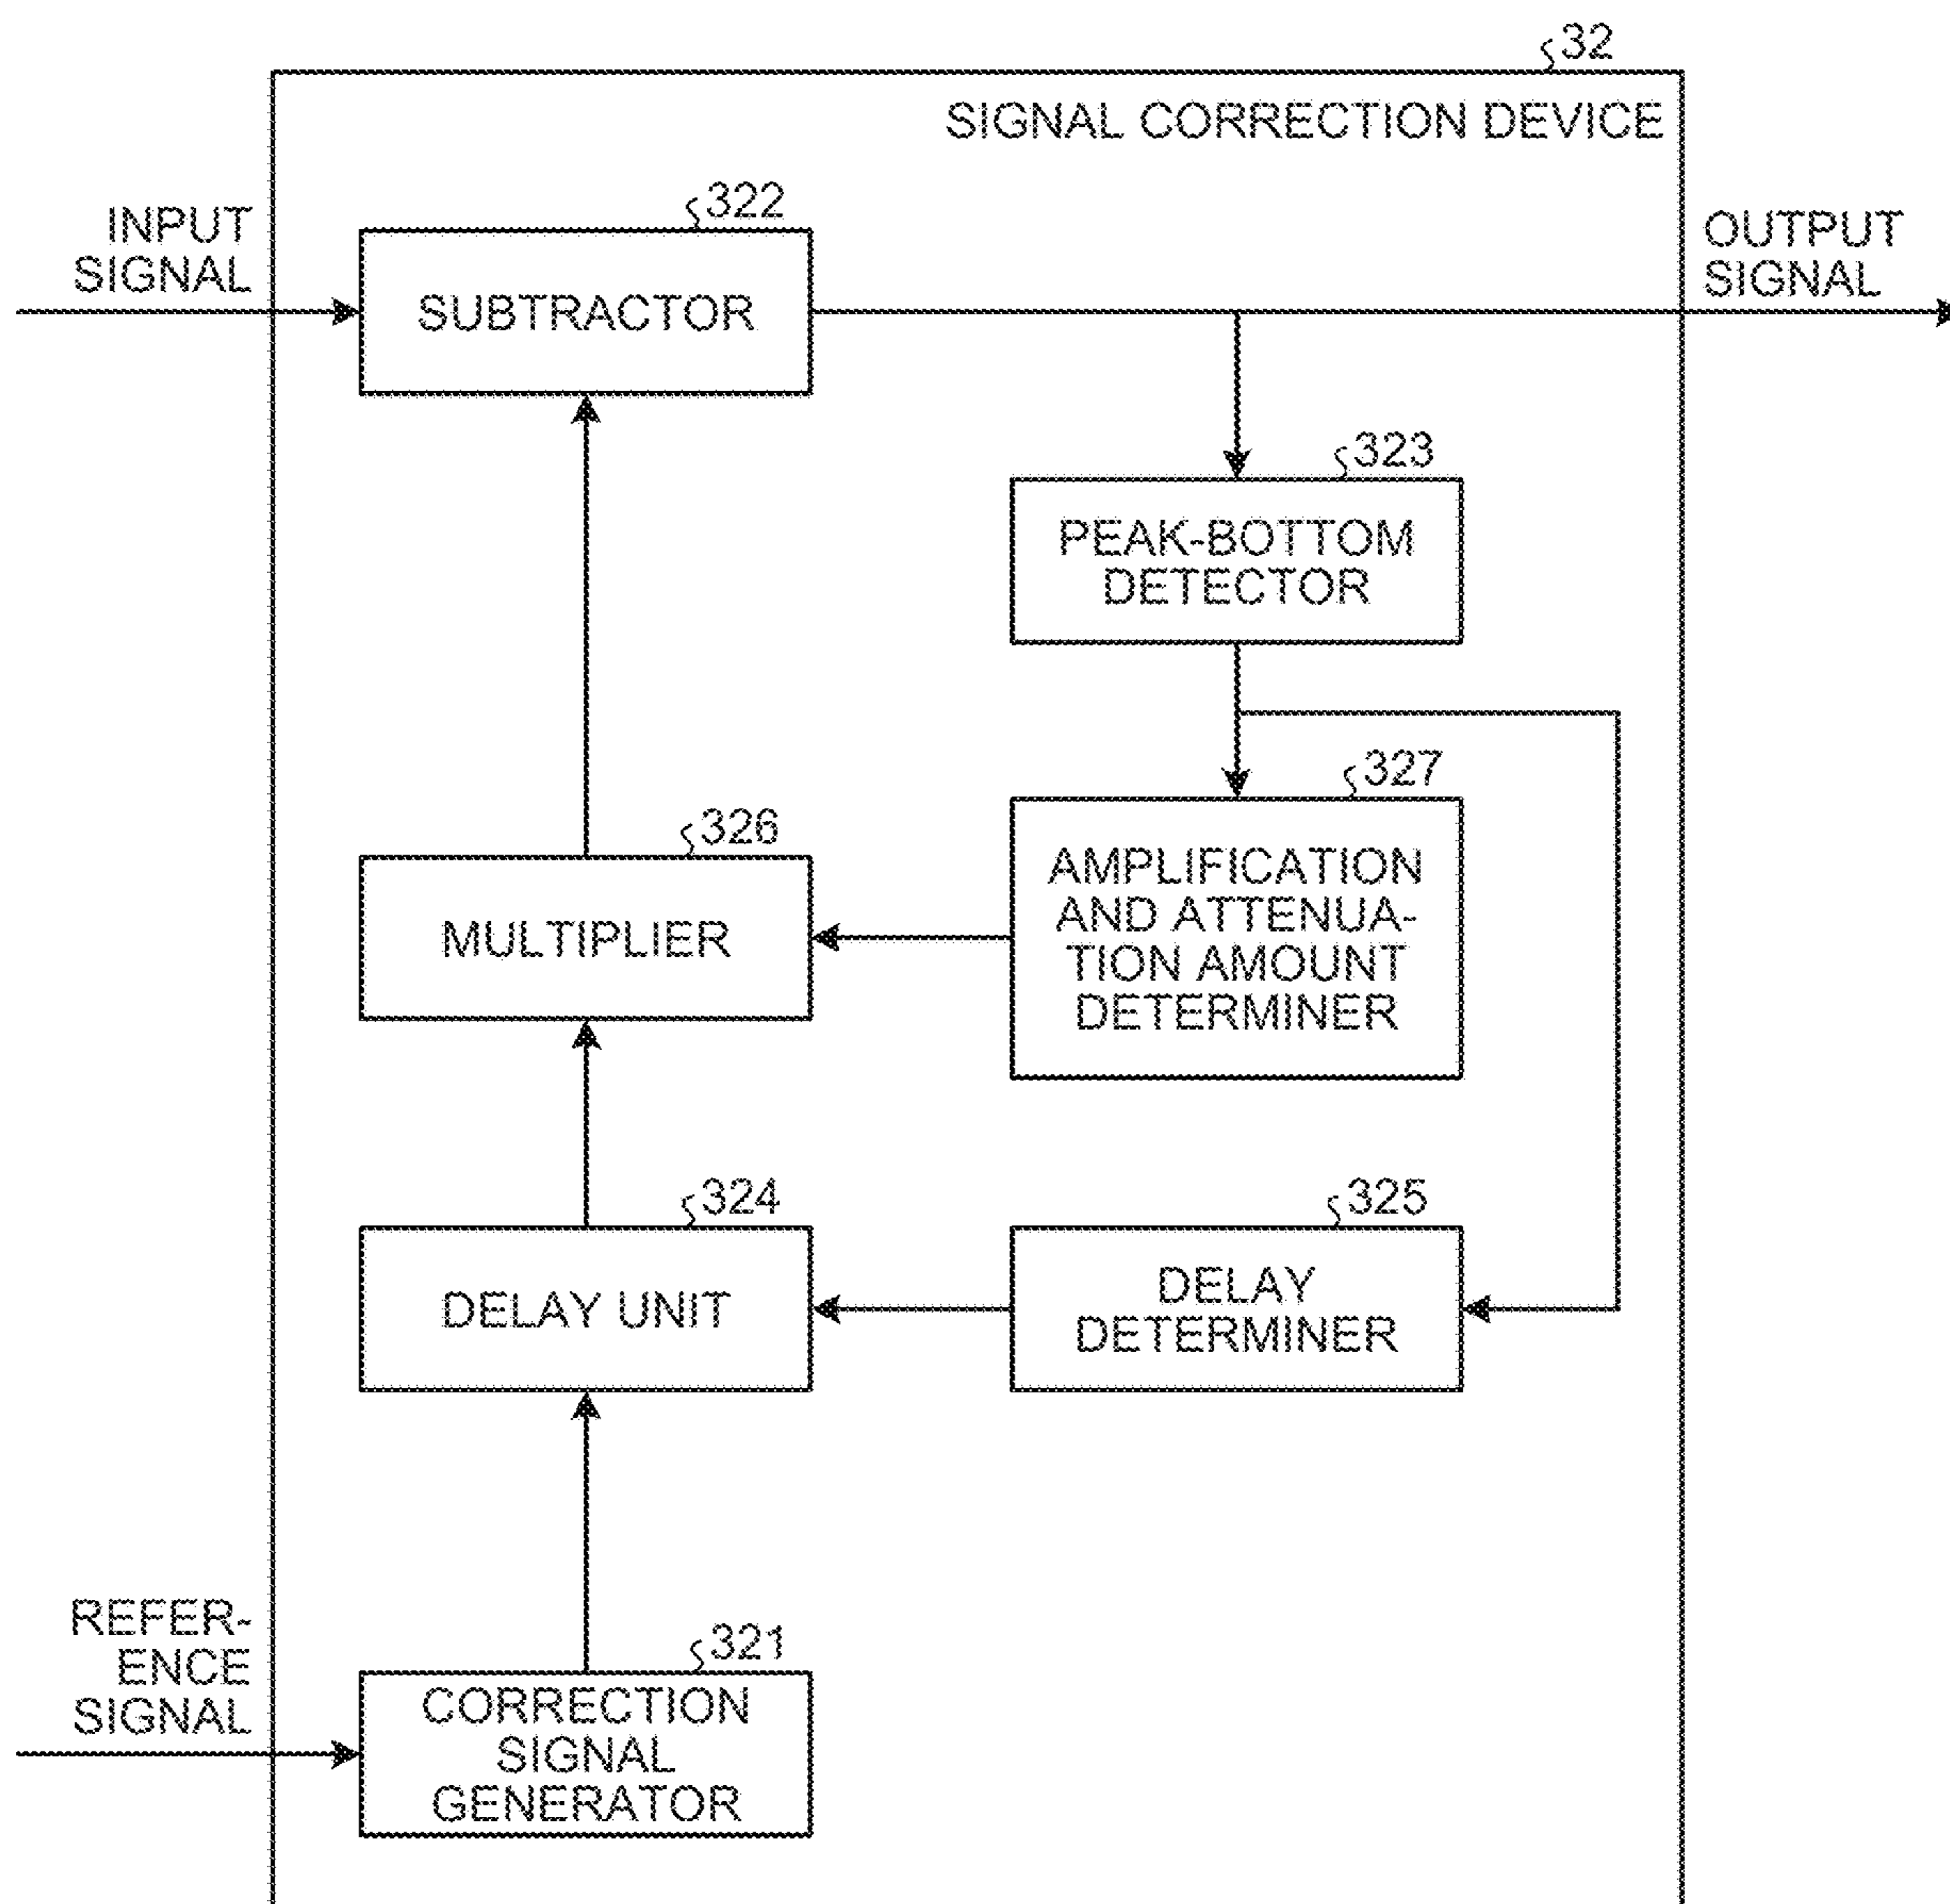 32
SIGNAL CORRECTION DEVICE
322
INPUT
SIGNAL
SUBTRACTOR
OUTPUT
SIGNAL
323
PEAK-BOTTOM
DETECTOR
327
AMPLIFICATION
AND ATTENUA-
TION AMOUNT
DETERMINER
326
MULTIPLIER
324
DELAY UNIT
325
DELAY
DETERMINER
REFER-
ENCE
SIGNAL
321
CORRECTION
SIGNAL
GENERATOR